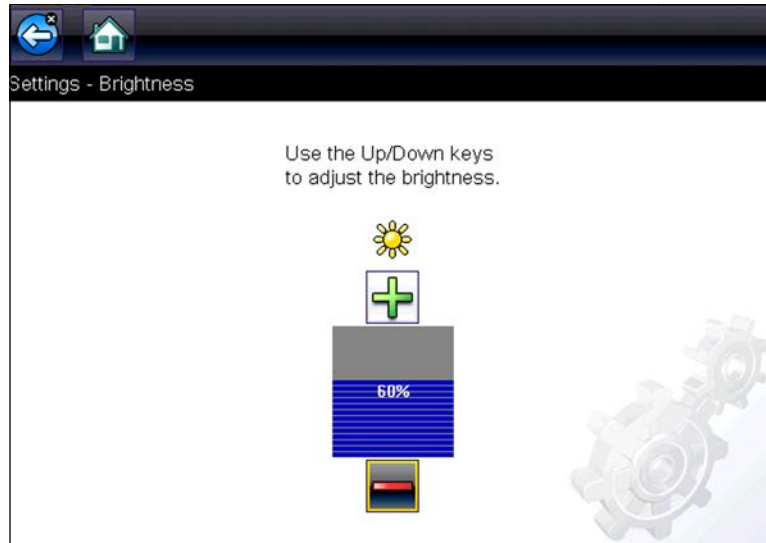 Settings - Brightness
Use the Up/Down keys
to adjust the brightness.
60%